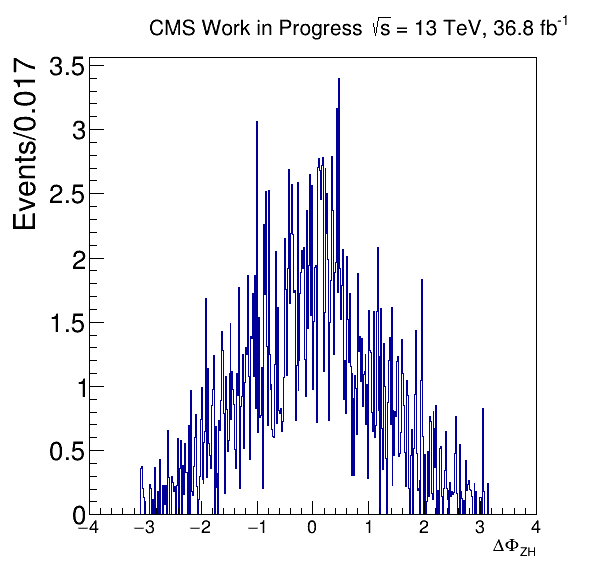 CMS Work in Progress √s = 13 TeV, 36.8 fb⁻¹
Events/0.017
3.5
3
2.5
2
1.5
1
0.5
0
−4 −3 −2 −1 0 1 2 3 4
ΔΦ_ZH